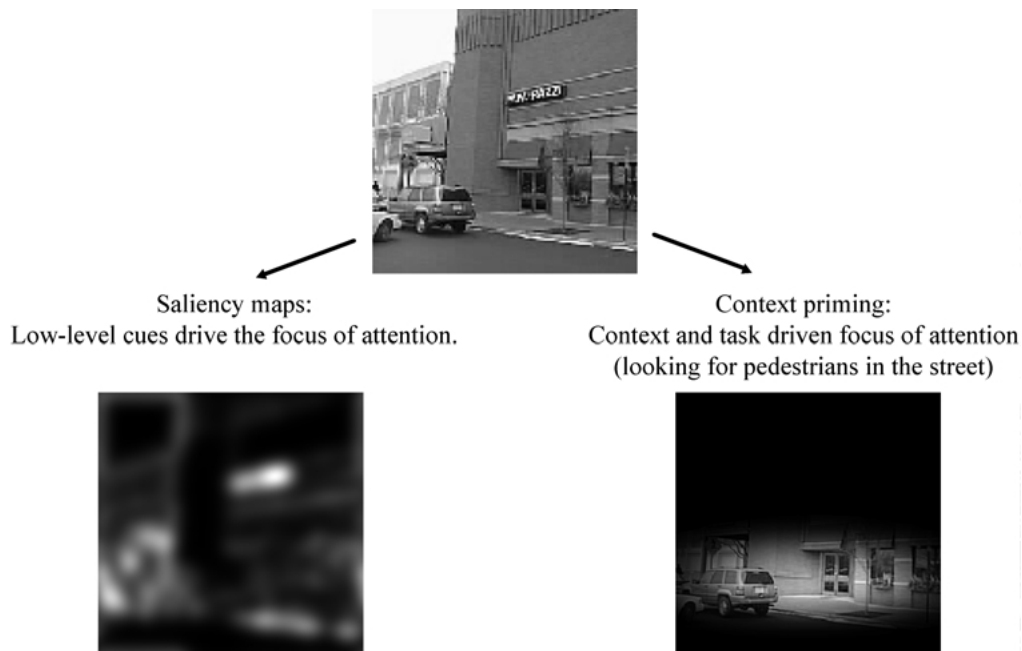 Saliency maps:
Low-level cues drive the focus of attention.
Context priming:
Context and task driven focus of attention
(looking for pedestrians in the street)